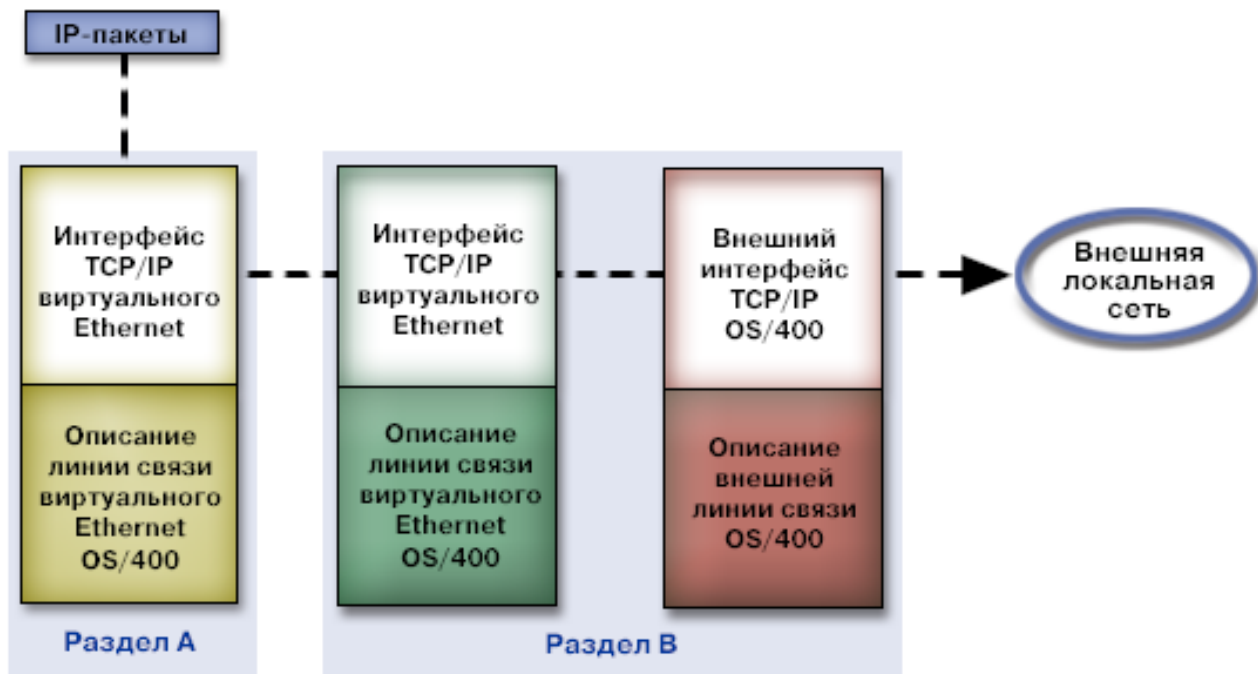 IP-пакеты
Интерфейс
TCP/IP
виртуального
Ethernet
Описание
линии связи
виртуального
Ethernet
OS/400
Раздел A
Интерфейс
TCP/IP
виртуального
Ethernet
Описание
линии связи
виртуального
Ethernet
OS/400
Внешний
интерфейс
TCP/IP
OS/400
Описание
внешней
линии связи
OS/400
Раздел B
Внешняя
локальная
сеть